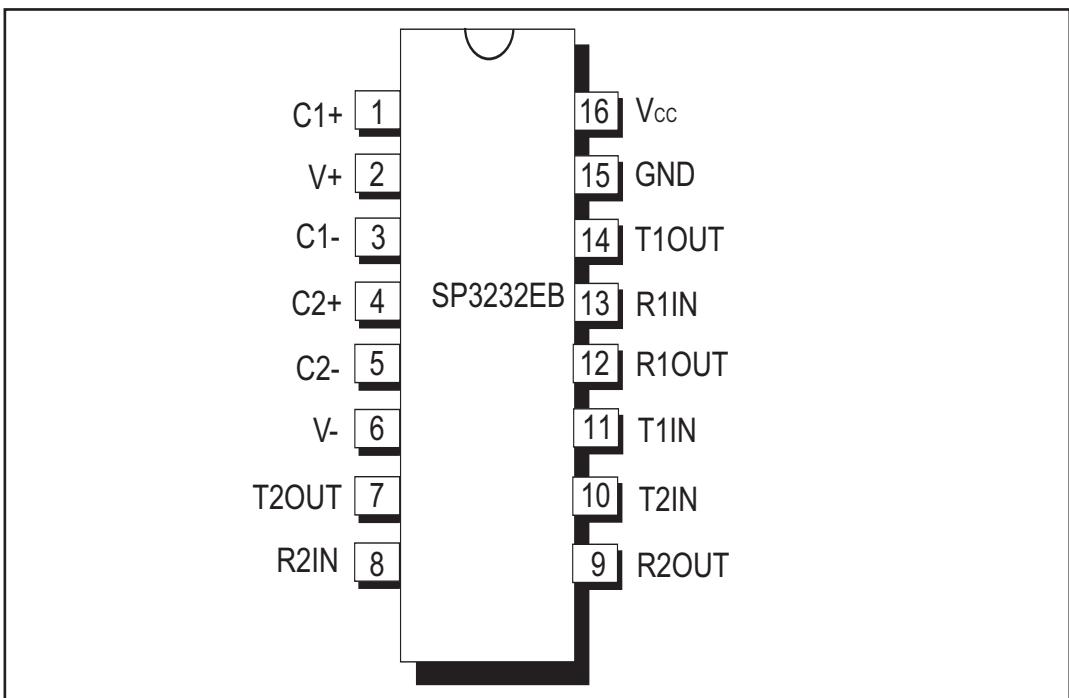 C1+ 1
V+ 2
C1- 3
C2+ 4
C2- 5
V- 6
T2OUT 7
R2IN 8
SP3232EB
16 Vcc
15 GND
14 T1OUT
13 R1IN
12 R1OUT
11 T1IN
10 T2IN
9 R2OUT